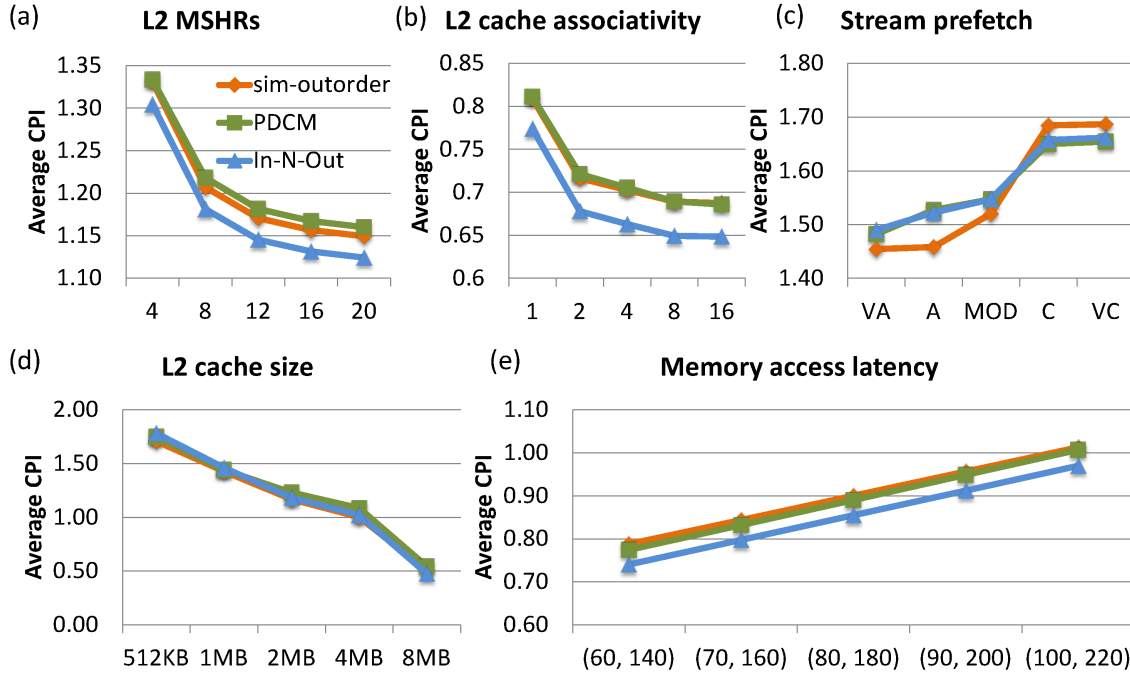 (a) L2 MSHRs
Average CPI
1.35
1.30
1.25
1.20
1.15
1.10
sim-outorder
PDCM
In-N-Out
4 8 12 16 20
(b) L2 cache associativity
Average CPI
0.85
0.8
0.75
0.7
0.65
0.6
1 2 4 8 16
(c) Stream prefetch
Average CPI
1.80
1.70
1.60
1.50
1.40
VA A MOD C VC
(d) L2 cache size
Average CPI
2.00
1.50
1.00
0.50
0.00
512KB 1MB 2MB 4MB 8MB
(e) Memory access latency
Average CPI
1.10
1.00
0.90
0.80
0.70
0.60
(60, 140) (70, 160) (80, 180) (90, 200) (100, 220)